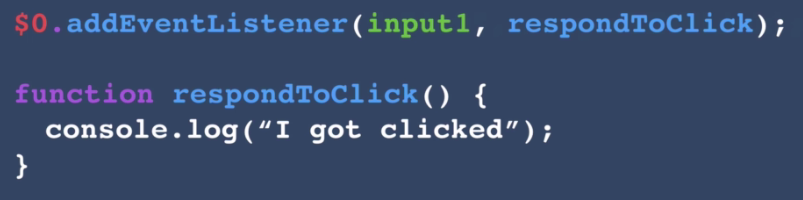 $0.addEventListener(input1, respondToClick);
function respondToClick() {
console.log(“I got clicked”);
}